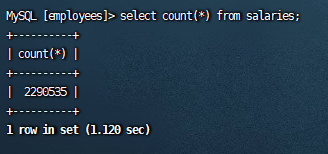 MySQL [employees]> select count(*) from salaries;
+----------+
| count(*) |
+----------+
|  2290535 |
+----------+
1 row in set (1.120 sec)